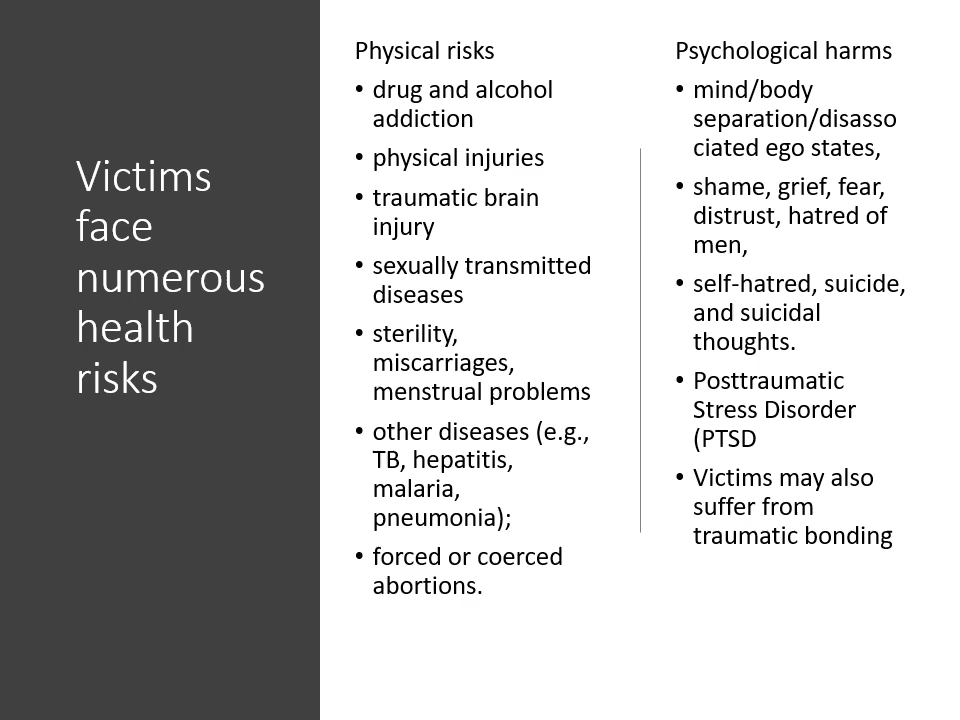 Victims
face
numerous
health
risks
Physical risks
• drug and alcohol
addiction
• physical injuries
• traumatic brain
injury
• sexually transmitted
diseases
• sterility,
miscarriages,
menstrual problems
• other diseases (e.g.,
TB, hepatitis,
malaria,
pneumonia);
• forced or coerced
abortions.
Psychological harms
• mind/body
separation/disasso
ciated ego states,
• shame, grief, fear,
distrust, hatred of
men,
• self-hatred, suicide,
and suicidal
thoughts.
• Posttraumatic
Stress Disorder
(PTSD
• Victims may also
suffer from
traumatic bonding